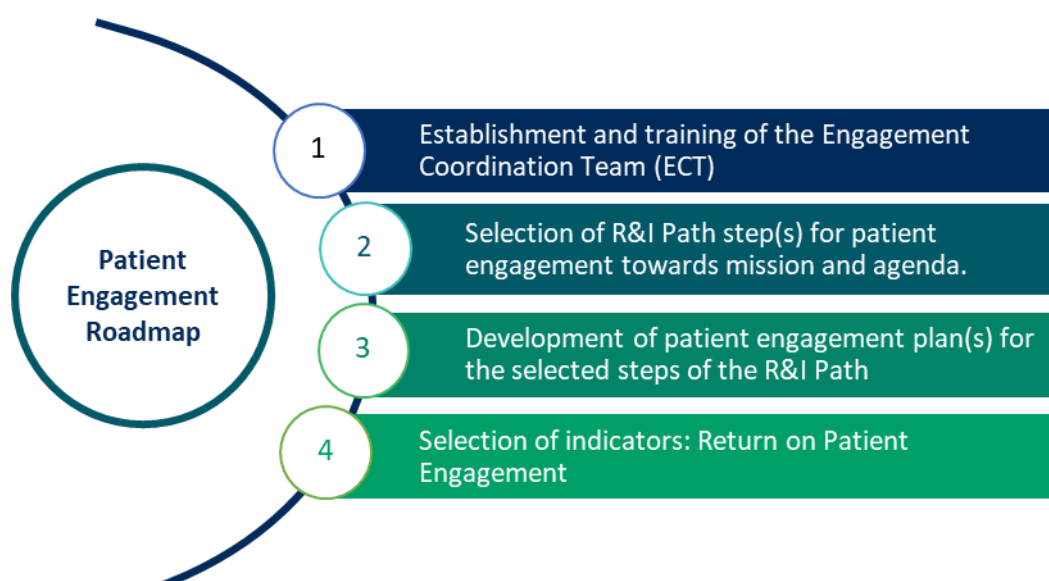 Patient
Engagement
Roadmap
1
Establishment and training of the Engagement
Coordination Team (ECT)
2
Selection of R&I Path step(s) for patient
engagement towards mission and agenda.
3
Development of patient engagement plan(s) for
the selected steps of the R&I Path
4
Selection of indicators: Return on Patient
Engagement